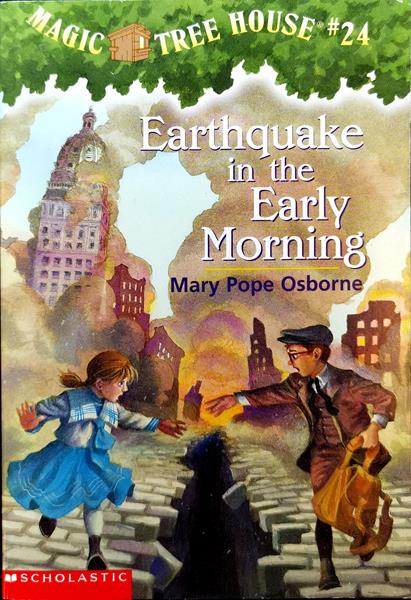 MAGIC TREE HOUSE® #24
Earthquake
in the
Early
Morning
Mary Pope Osborne
SCHOLASTIC